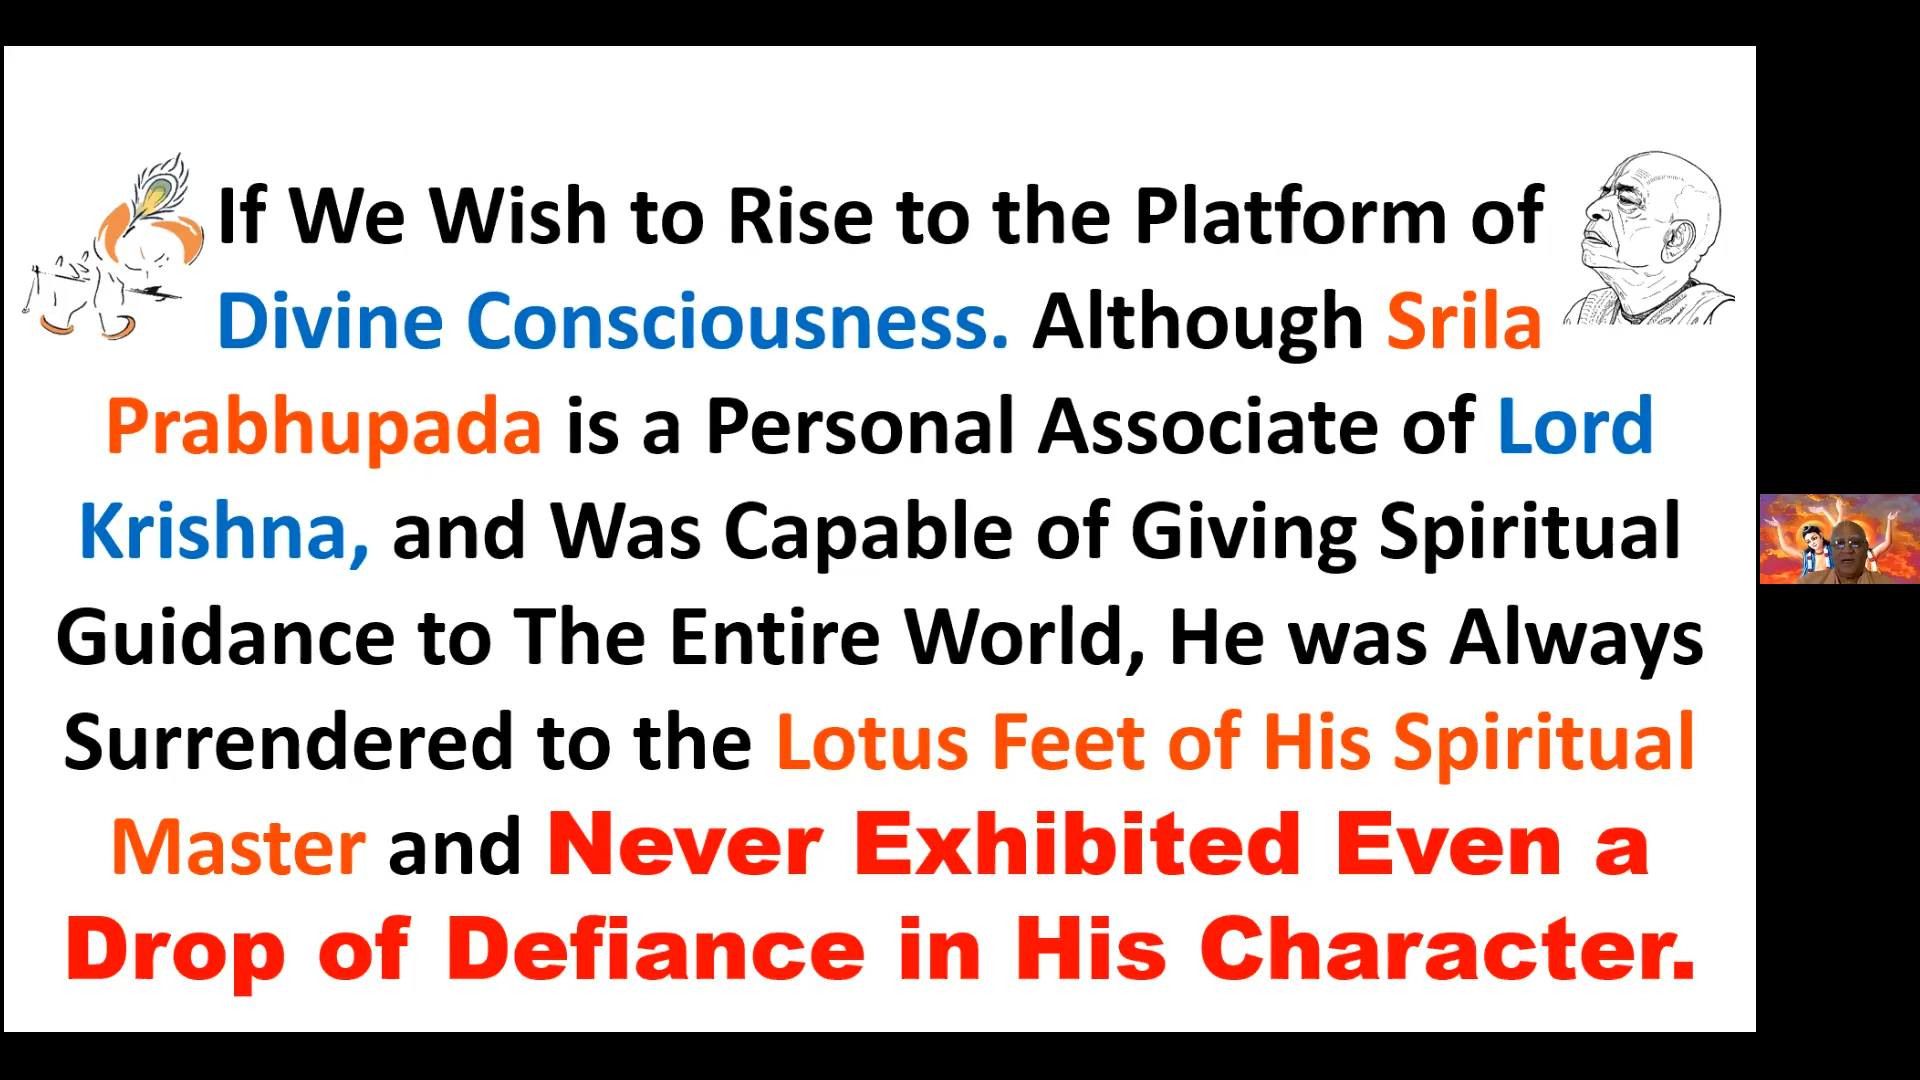 If We Wish to Rise to the Platform of
Divine Consciousness. Although Srila
Prabhupada is a Personal Associate of Lord
Krishna, and Was Capable of Giving Spiritual
Guidance to The Entire World, He was Always
Surrendered to the Lotus Feet of His Spiritual
Master and Never Exhibited Even a
Drop of Defiance in His Character.